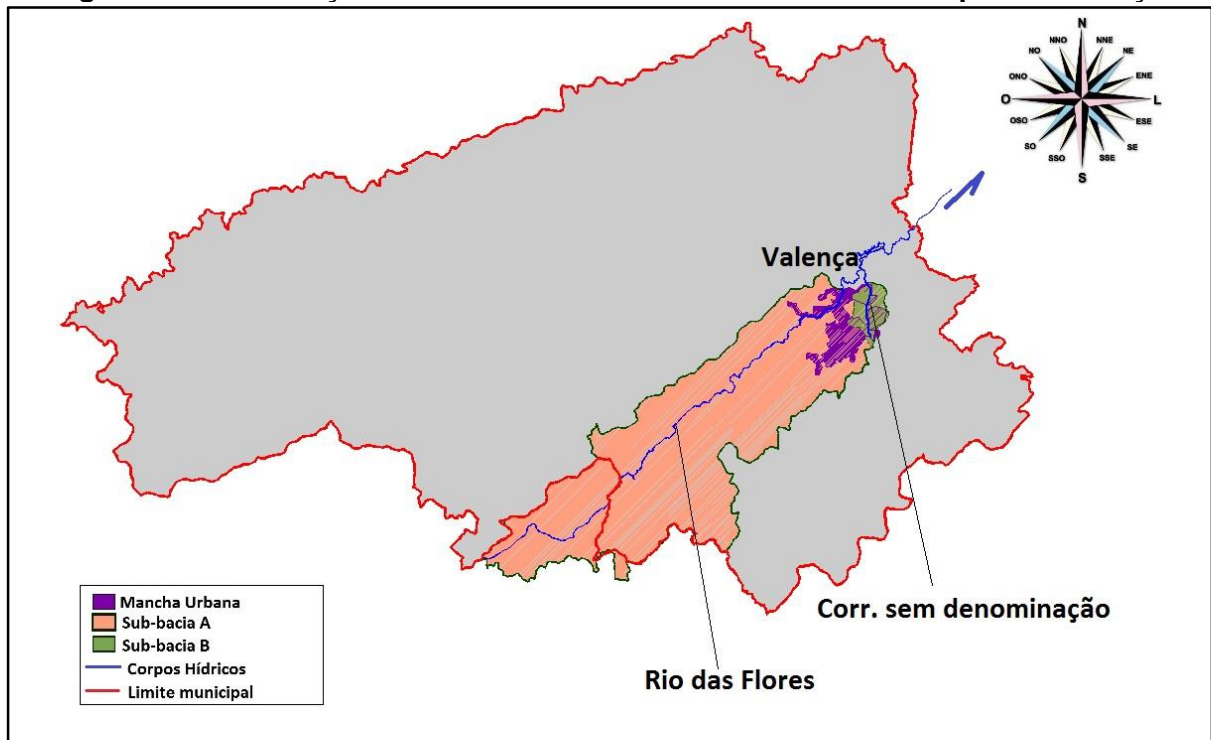 N
NNO
NNE
NO
NE
ONO
ENE
O
L
OSO
ESE
SO
SE
SSO
SSE
S
Valença
Mancha Urbana
Sub-bacia A
Sub-bacia B
Corpos Hídricos
Limite municipal
Corr. sem denominação
Rio das Flores